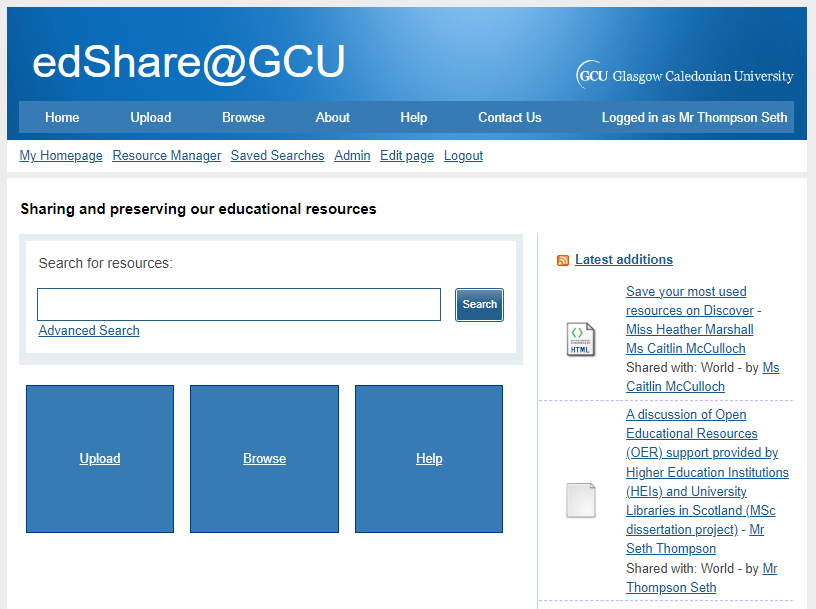 edShare@GCU
GCU Glasgow Caledonian University
Home Upload Browse About Help Contact Us Logged in as Mr Thompson Seth
My Homepage Resource Manager Saved Searches Admin Edit page Logout
Sharing and preserving our educational resources
Search for resources:
Search
Advanced Search
Upload
Browse
Help
Latest additions
HTML
Save your most used
resources on Discover -
Miss Heather Marshall
Ms Caitlin McCulloch
Shared with: World - by Ms
Caitlin McCulloch
A discussion of Open
Educational Resources
(OER) support provided by
Higher Education Institutions
(HEIs) and University
Libraries in Scotland (MSc
dissertation project) - Mr
Seth Thompson
Shared with: World - by Mr
Thompson Seth